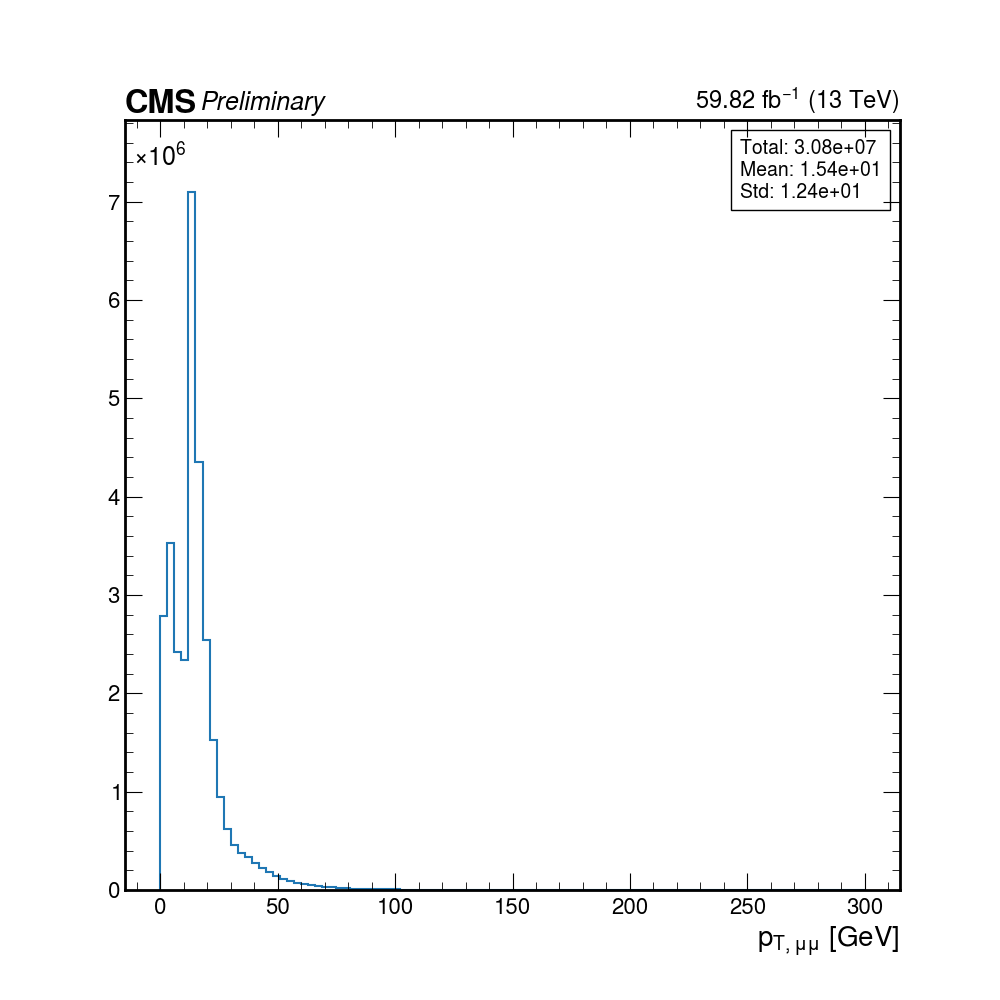 CMS Preliminary 59.82 fb⁻¹ (13 TeV)
×10⁶
Total: 3.08e+07
Mean: 1.54e+01
Std: 1.24e+01
7
6
5
4
3
2
1
0
0 50 100 150 200 250 300
p_T, μμ [GeV]